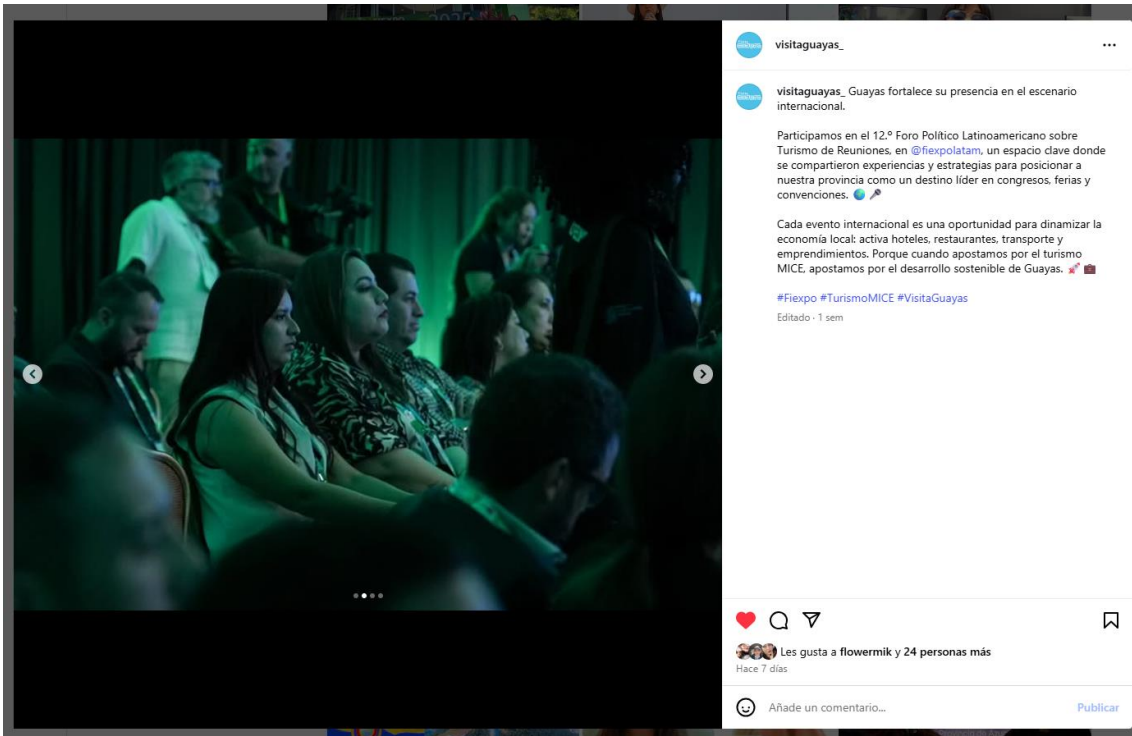 visitaguayas_
visitaguayas_ Guayas fortalece su presencia en el escenario
internacional.
Participamos en el 12.º Foro Político Latinoamericano sobre
Turismo de Reuniones, en @fiexpolatam, un espacio clave donde
se compartieron experiencias y estrategias para posicionar a
nuestra provincia como un destino líder en congresos, ferias y
convenciones. 🌎 🎤
Cada evento internacional es una oportunidad para dinamizar la
economía local: activa hoteles, restaurantes, transporte y
emprendimientos. Porque cuando apostamos por el turismo
MICE, apostamos por el desarrollo sostenible de Guayas. 🚀 💼
#Fiexpo #TurismoMICE #VisitaGuayas
Editado · 1 sem
Les gusta a flowermik y 24 personas más
Hace 7 días
Añade un comentario...
Publicar